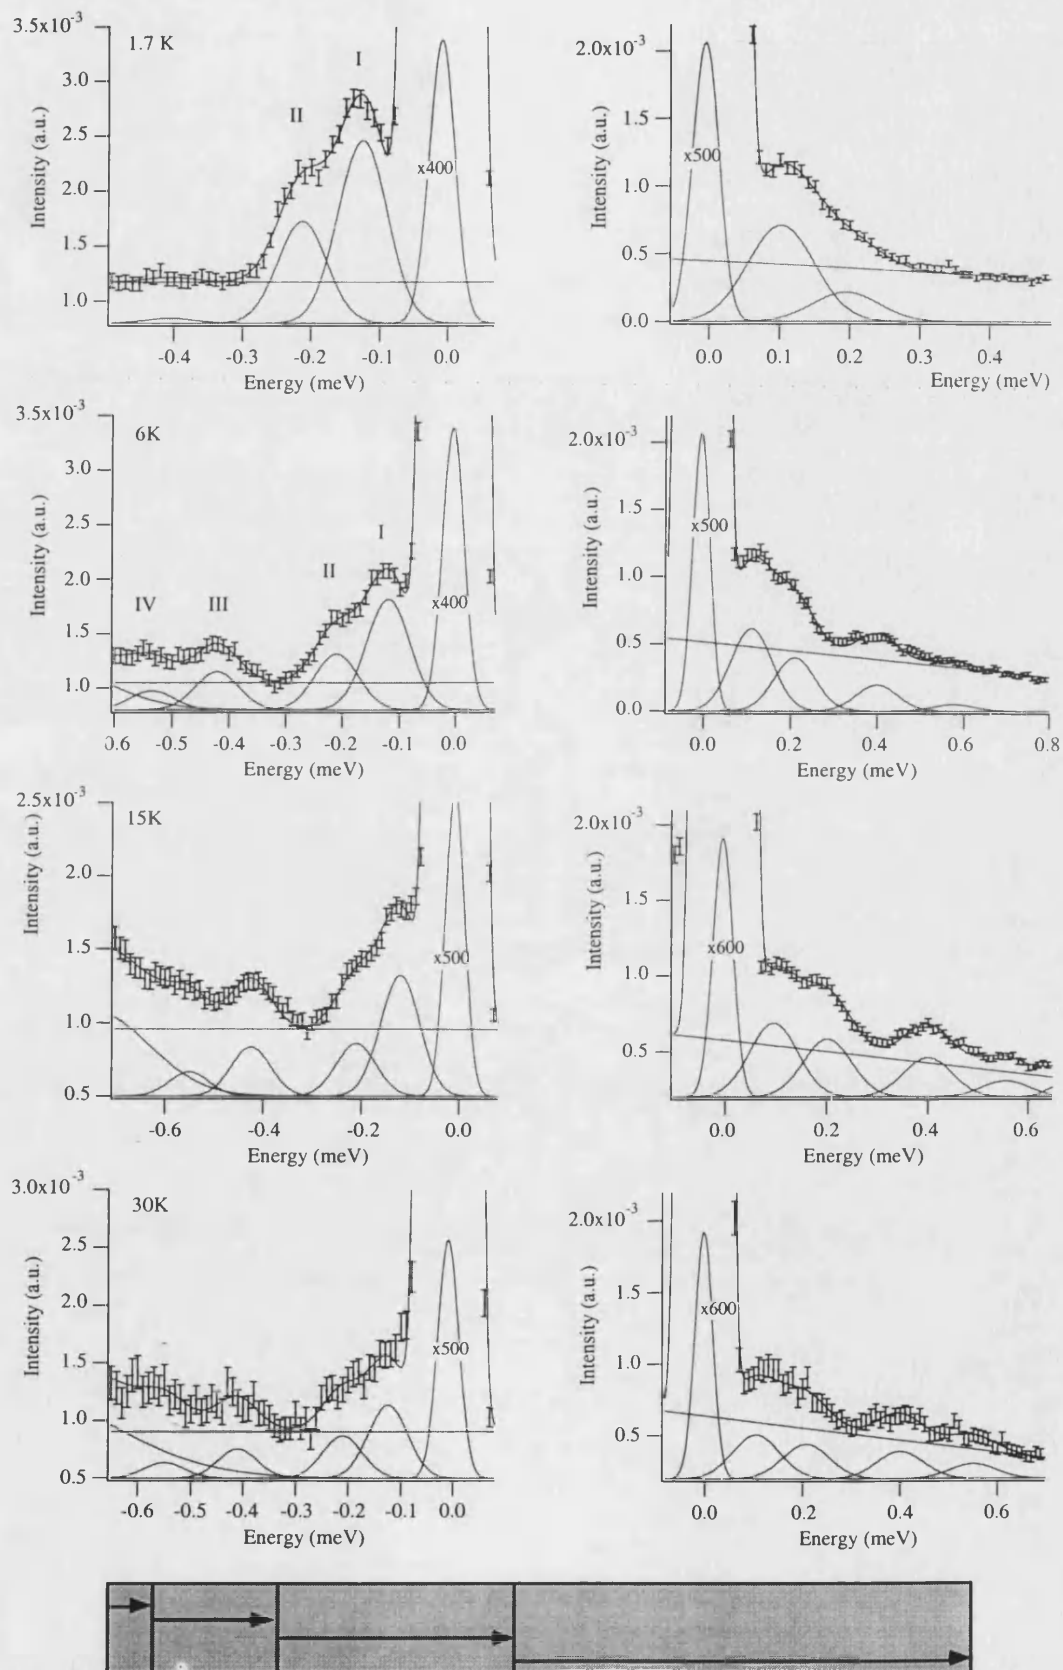 3.5x10-3
1.7 K
I
II
3.0
2.5
2.0
1.5
1.0
x400
Intensity (a.u.)
-0.4 -0.3 -0.2 -0.1 0.0
Energy (meV)
2.0x10-3
1.5
1.0
0.5
0.0
x500
Intensity (a.u.)
0.0 0.1 0.2 0.3 0.4
Energy (meV)
3.5x10-3
6K
I
II
IV III
3.0
2.5
2.0
1.5
1.0
x400
Intensity (a.u.)
0.6 -0.5 -0.4 -0.3 -0.2 -0.1 0.0
Energy (meV)
2.0x10-3
1.5
1.0
0.5
0.0
x500
Intensity (a.u.)
0.0 0.2 0.4 0.6 0.8
Energy (meV)
2.5x10-3
15K
2.0
1.5
1.0
0.5
x500
Intensity (a.u.)
-0.6 -0.4 -0.2 0.0
Energy (meV)
2.0x10-3
1.5
1.0
0.5
x600
Intensity (a.u.)
0.0 0.2 0.4 0.6
Energy (meV)
3.0x10-3
30K
2.5
2.0
1.5
1.0
0.5
x500
Intensity (a.u.)
-0.6 -0.5 -0.4 -0.3 -0.2 -0.1 0.0
Energy (meV)
2.0x10-3
1.5
1.0
0.5
x600
Intensity (a.u.)
0.0 0.2 0.4 0.6
Energy (meV)